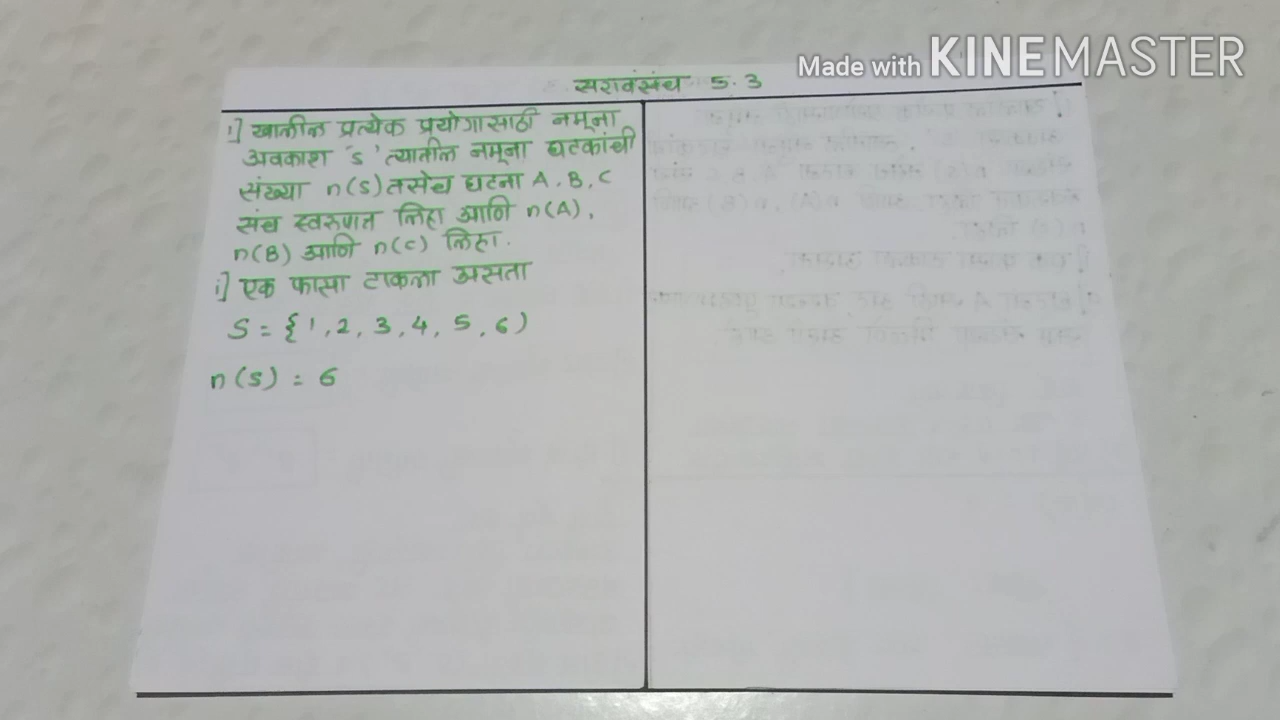 Made with KINEMASTER
सरावसंच 5.3
1] खालील प्रत्येक प्रयोगासाठी नमूना
अवकाश 'S' त्यातील नमूना घटकांची
संख्या n(S) तसेच घटना A, B, C
संच स्वरुपात लिहा आणि n(A),
n(B) आणि n(C) लिहा.
i] एक फासा टाकला असता
S = {1, 2, 3, 4, 5, 6)
n(S) = 6